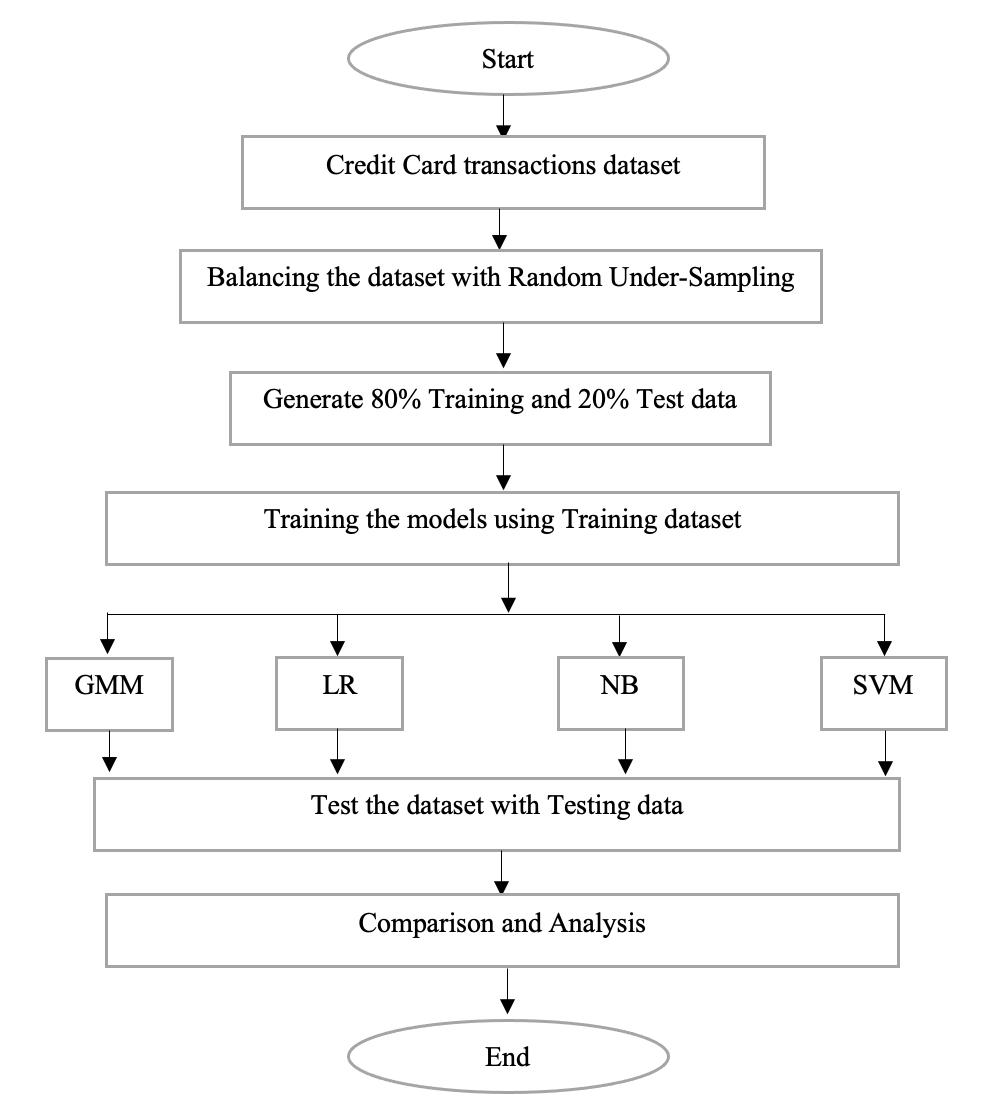 Start
Credit Card transactions dataset
Balancing the dataset with Random Under-Sampling
Generate 80% Training and 20% Test data
Training the models using Training dataset
GMM
LR
NB
SVM
Test the dataset with Testing data
Comparison and Analysis
End